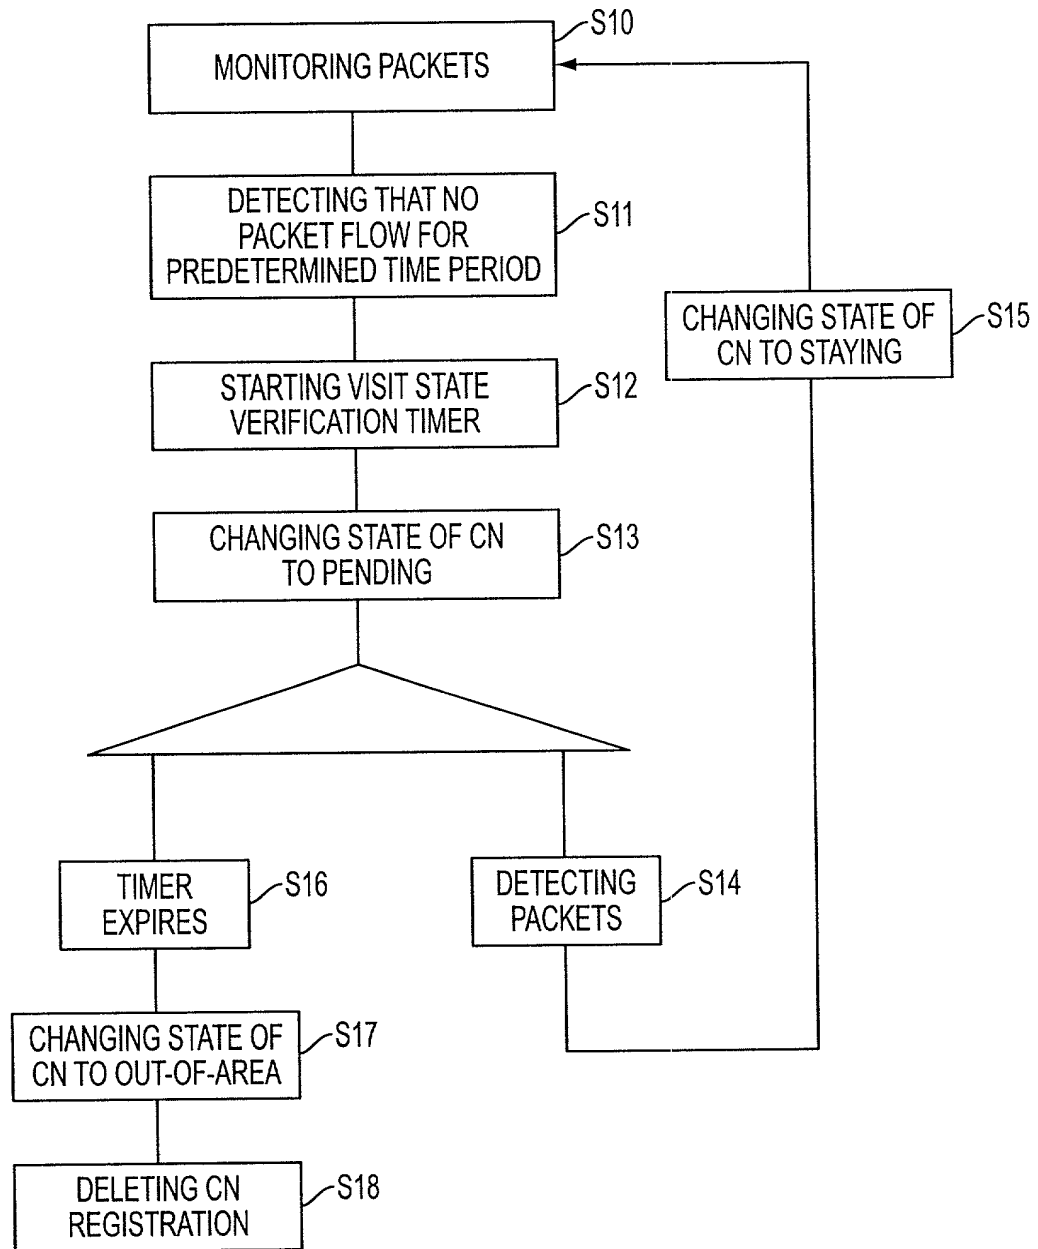 S10
MONITORING PACKETS
DETECTING THAT NO
PACKET FLOW FOR
PREDETERMINED TIME PERIOD
S11
CHANGING STATE OF
CN TO STAYING
S15
STARTING VISIT STATE
VERIFICATION TIMER
S12
CHANGING STATE OF CN
TO PENDING
S13
TIMER
EXPIRES
S16
DETECTING
PACKETS
S14
CHANGING STATE OF
CN TO OUT-OF-AREA
S17
DELETING CN
REGISTRATION
S18